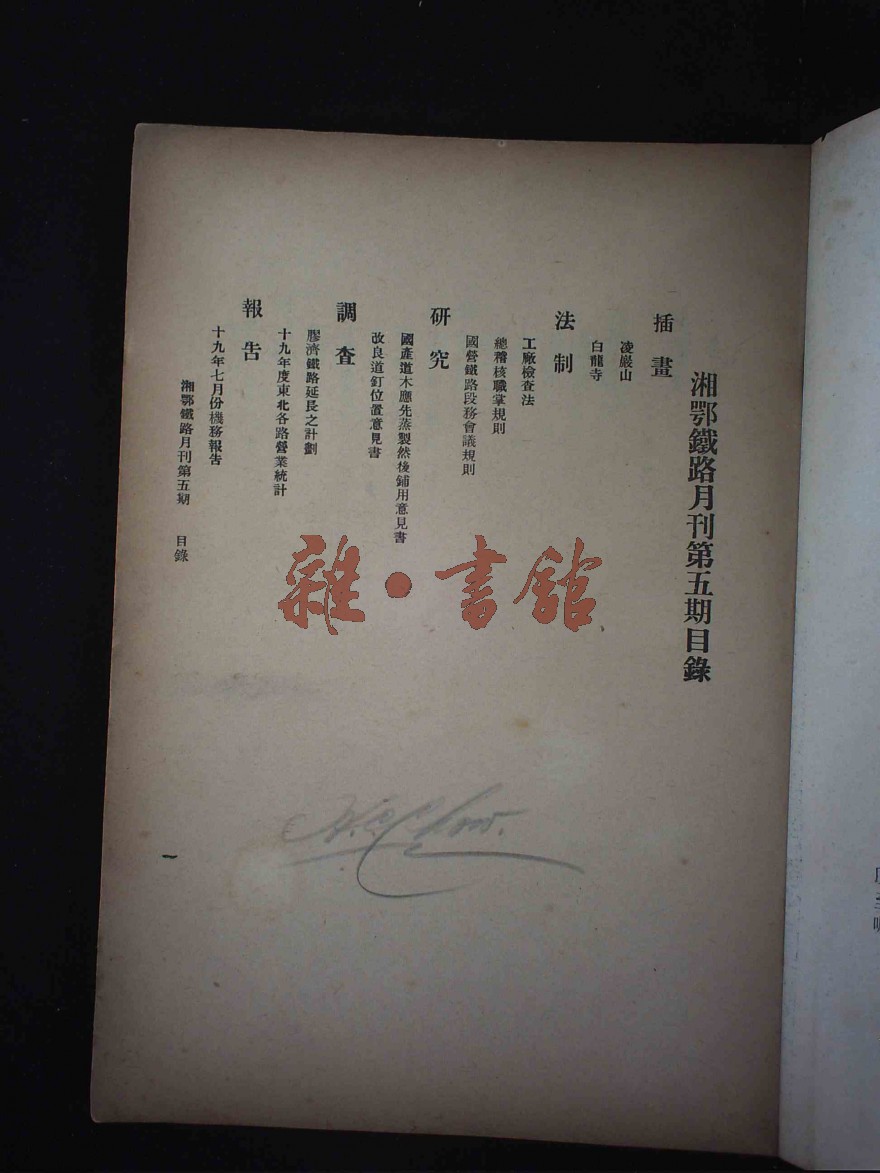 湘鄂鐵路月刊第五期目錄
插畫
凌巖山
白龍寺
法制
工廠檢查法
總稽核職掌規則
國營鐵路段務會議規則
研究
國產道木應先蒸製然後鋪用意見書
改良道釘位置意見書
調查
膠濟鐵路延長之計劃
十九年度東北各路營業統計
報告
十九年七月份機務報告
湘鄂鐵路月刊第五期 目錄
一
雜·書館
Chow.